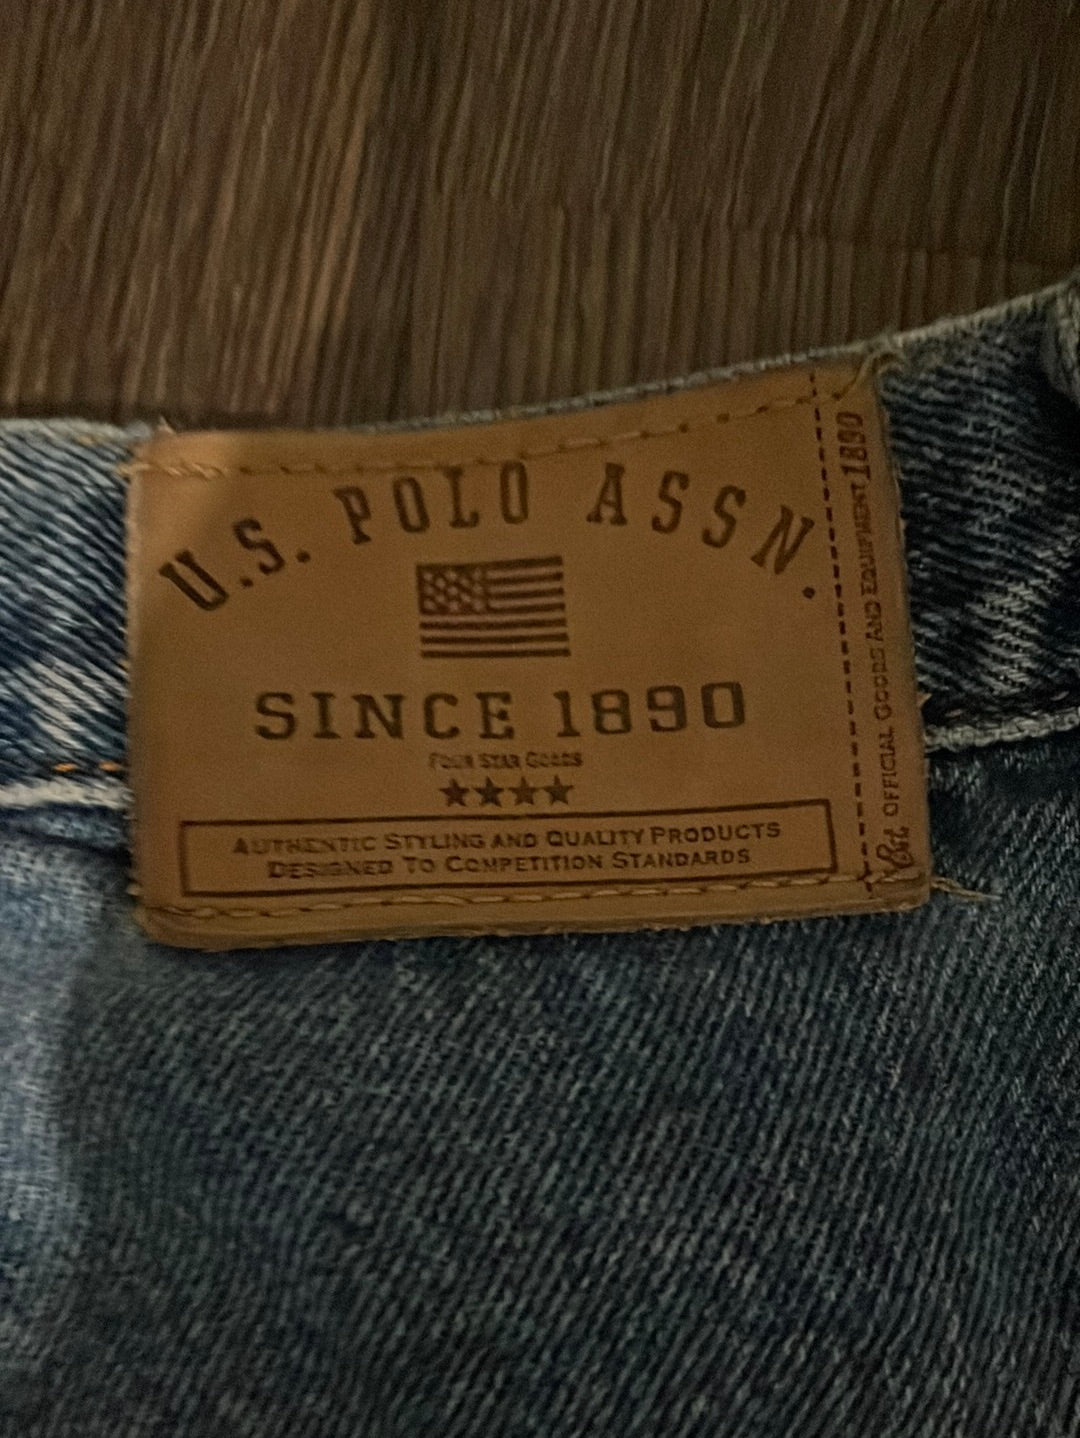 U.S. POLO ASSN.
SINCE 1890
FOUR STAR GOODS
AUTHENTIC STYLING AND QUALITY PRODUCTS
DESIGNED TO COMPETITION STANDARDS
OFFICIAL GOODS AND EQUIPMENT 1890